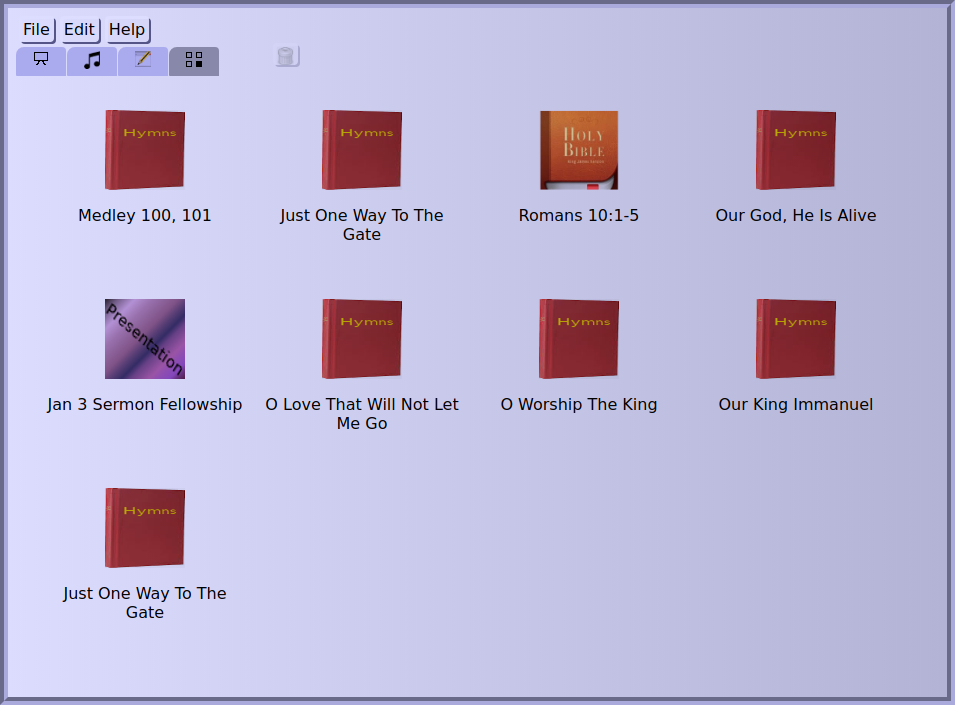 File Edit Help
Hymns Hymns HOLY BIBLE Hymns
Medley 100, 101
Just One Way To The
Gate
Romans 10:1-5
Our God, He Is Alive
Presentation Hymns Hymns Hymns
Jan 3 Sermon Fellowship
O Love That Will Not Let
Me Go
O Worship The King
Our King Immanuel
Hymns
Just One Way To The
Gate